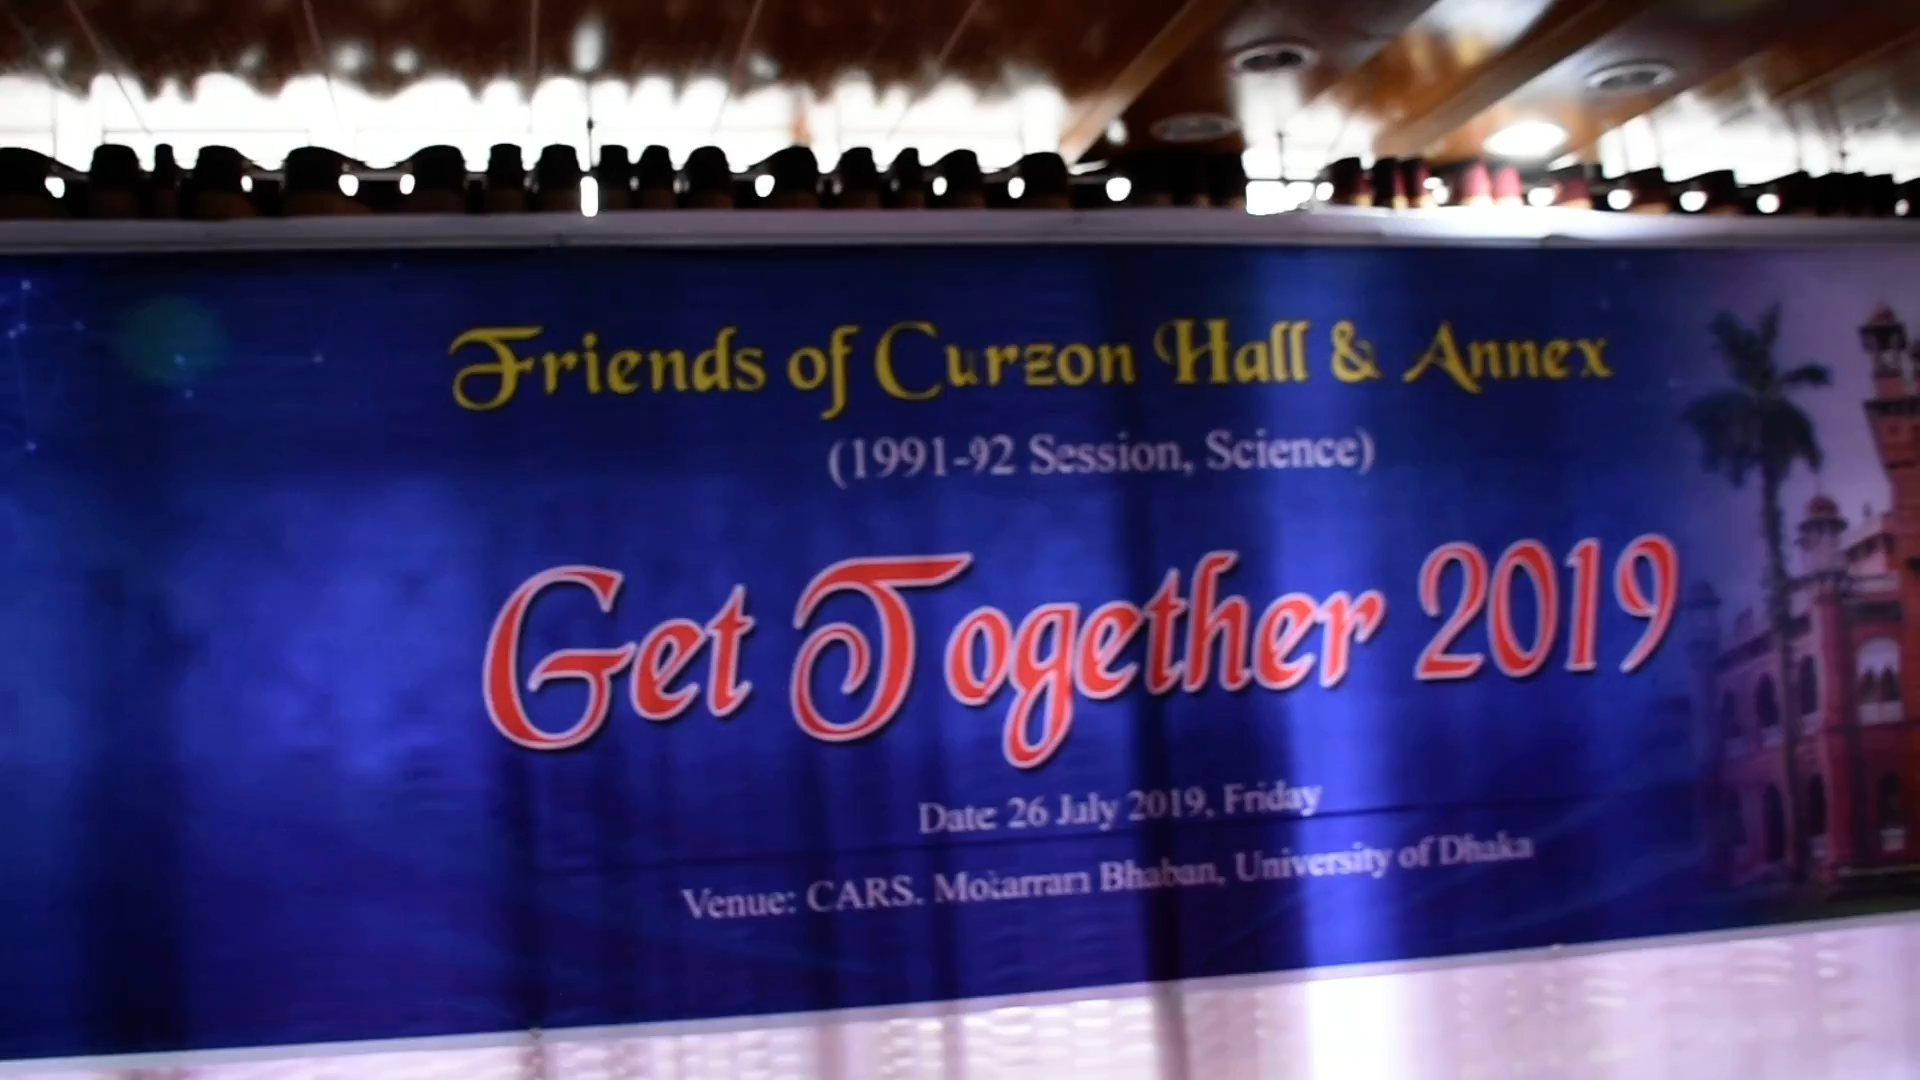 Friends of Curzon Hall & Annex
(1991-92 Session, Science)
Get Together 2019
Date 26 July 2019, Friday
Venue: CARS. Mokarram Bhaban, University of Dhaka